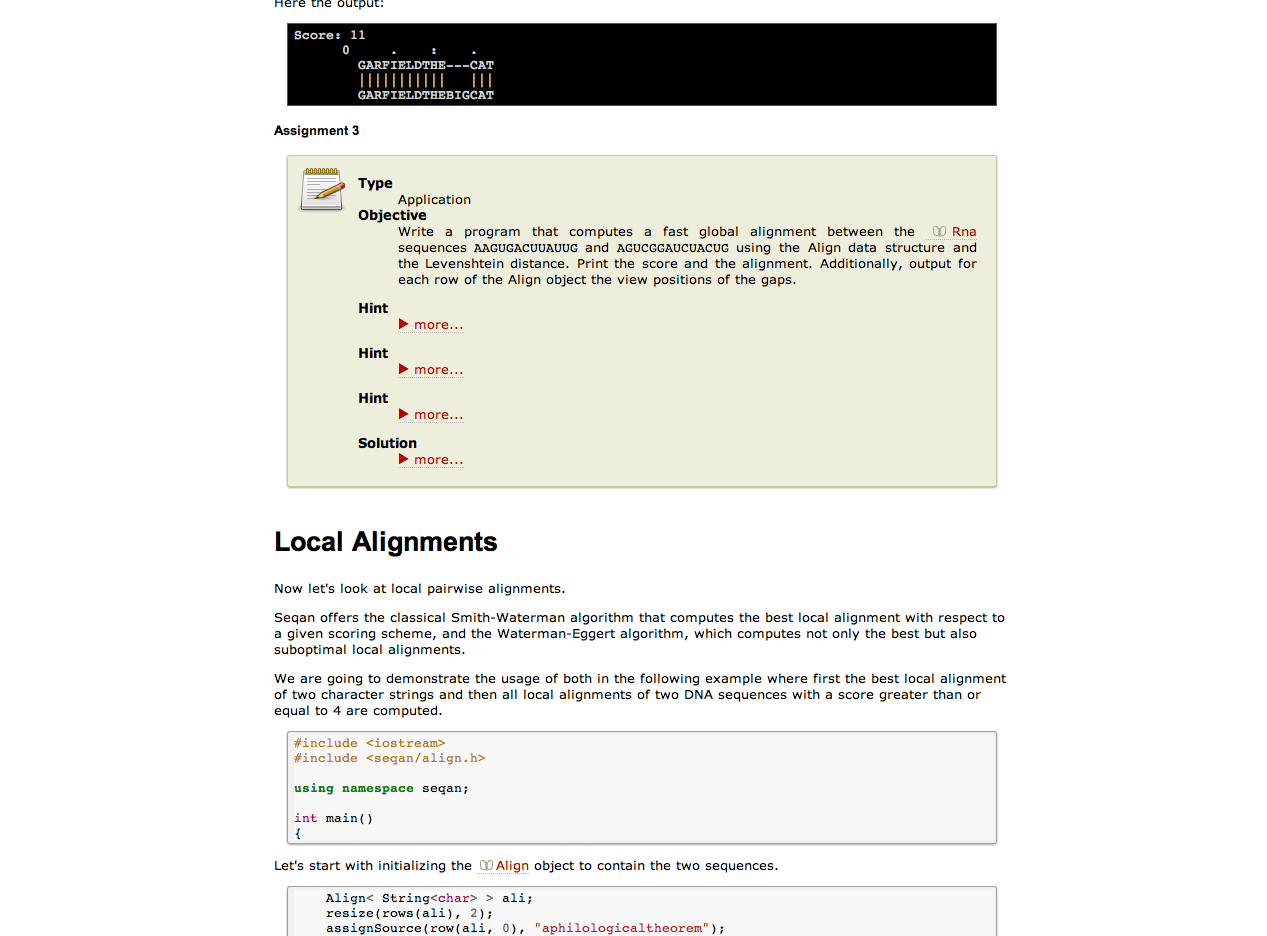 Here the output:
Score: 11
0     .    :    .
GARFIELDTHE---CAT
|||||||||||   |||
GARFIELDTHEBIGCAT
Assignment 3
Type
Application
Objective
Write a program that computes a fast global alignment between the Rna
sequences AAGUGACUUAUUG and AGUCGGAUCUACUG using the Align data structure and
the Levenshtein distance. Print the score and the alignment. Additionally, output for
each row of the Align object the view positions of the gaps.
Hint
more...
Hint
more...
Hint
more...
Solution
more...
Local Alignments
Now let's look at local pairwise alignments.
Seqan offers the classical Smith-Waterman algorithm that computes the best local alignment with respect to
a given scoring scheme, and the Waterman-Eggert algorithm, which computes not only the best but also
suboptimal local alignments.
We are going to demonstrate the usage of both in the following example where first the best local alignment
of two character strings and then all local alignments of two DNA sequences with a score greater than or
equal to 4 are computed.
#include <iostream>
#include <seqan/align.h>
using namespace seqan;
int main()
{
Let's start with initializing the Align object to contain the two sequences.
Align< String<char> > ali;
resize(rows(ali), 2);
assignSource(row(ali, 0), "aphilologicaltheorem");